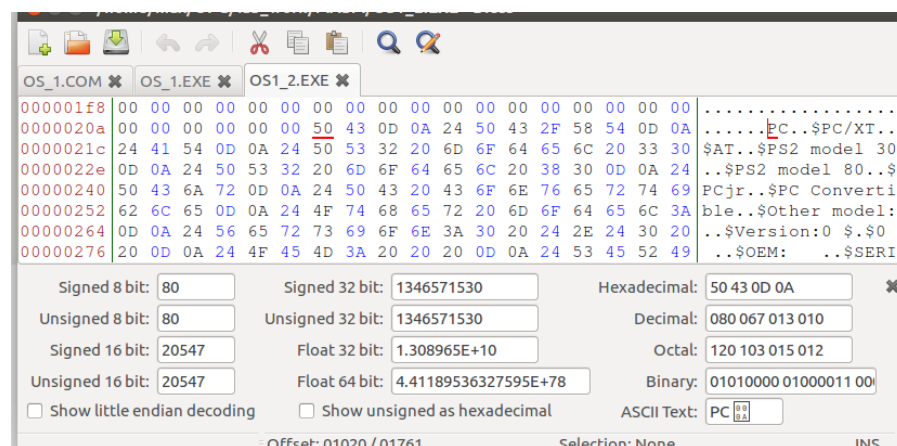 OS_1.COM ✖ OS_1.EXE ✖ OS1_2.EXE ✖
000001f8 00 00 00 00 00 00 00 00 00 00 00 00 00 00 00 00 00 00 ..................
0000020a 00 00 00 00 00 00 50 43 0D 0A 24 50 43 2F 58 54 0D 0A ......PC..$PC/XT..
0000021c 24 41 54 0D 0A 24 50 53 32 20 6D 6F 64 65 6C 20 33 30 $AT..$PS2 model 30
0000022e 0D 0A 24 50 53 32 20 6D 6F 64 65 6C 20 38 30 0D 0A 24 ..$PS2 model 80..$
00000240 50 43 6A 72 0D 0A 24 50 43 20 43 6F 6E 76 65 72 74 69 PCjr..$PC Converti
00000252 62 6C 65 0D 0A 24 4F 74 68 65 72 20 6D 6F 64 65 6C 3A ble..$Other model:
00000264 0D 0A 24 56 65 72 73 69 6F 6E 3A 30 20 24 2E 24 30 20 ..$Version:0 $.$0
00000276 20 0D 0A 24 4F 45 4D 3A 20 20 20 0D 0A 24 53 45 52 49 ..$OEM: ..$SERI
Signed 8 bit: 80 Signed 32 bit: 1346571530 Hexadecimal: 50 43 0D 0A
Unsigned 8 bit: 80 Unsigned 32 bit: 1346571530 Decimal: 080 067 013 010
Signed 16 bit: 20547 Float 32 bit: 1.308965E+10 Octal: 120 103 015 012
Unsigned 16 bit: 20547 Float 64 bit: 4.41189536327595E+78 Binary: 01010000 01000011 00
Show little endian decoding Show unsigned as hexadecimal ASCII Text: PC
Offset: 01020 / 01761 Selection: None INS